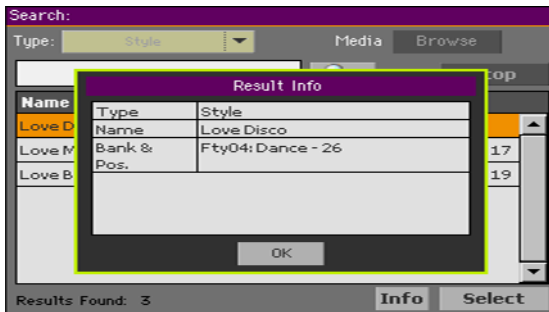 Search:
Type: Style Media Browse
op
Result Info
Name
Type Style
Love D
Name Love Disco
Love M
Bank & Fty04: Dance - 26
Pos.
17
Love B
19
OK
Results Found: 3 Info Select